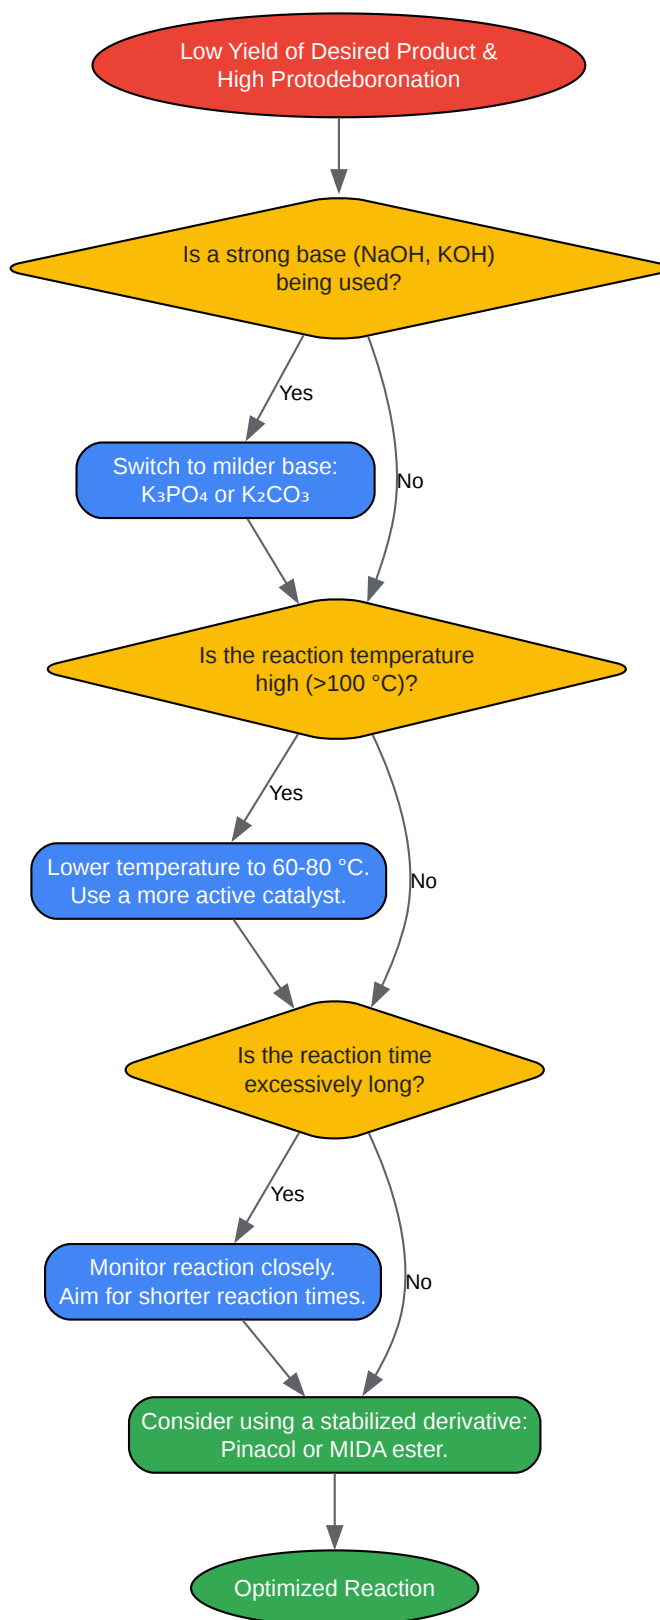 Low Yield of Desired Product &
High Protodeboronation
Is a strong base (NaOH, KOH)
being used?
Yes
No
Switch to milder base:
K₃PO₄ or K₂CO₃
Is the reaction temperature
high (>100 °C)?
Yes
No
Lower temperature to 60-80 °C.
Use a more active catalyst.
Is the reaction time
excessively long?
Yes
No
Monitor reaction closely.
Aim for shorter reaction times.
Consider using a stabilized derivative:
Pinacol or MIDA ester.
Optimized Reaction